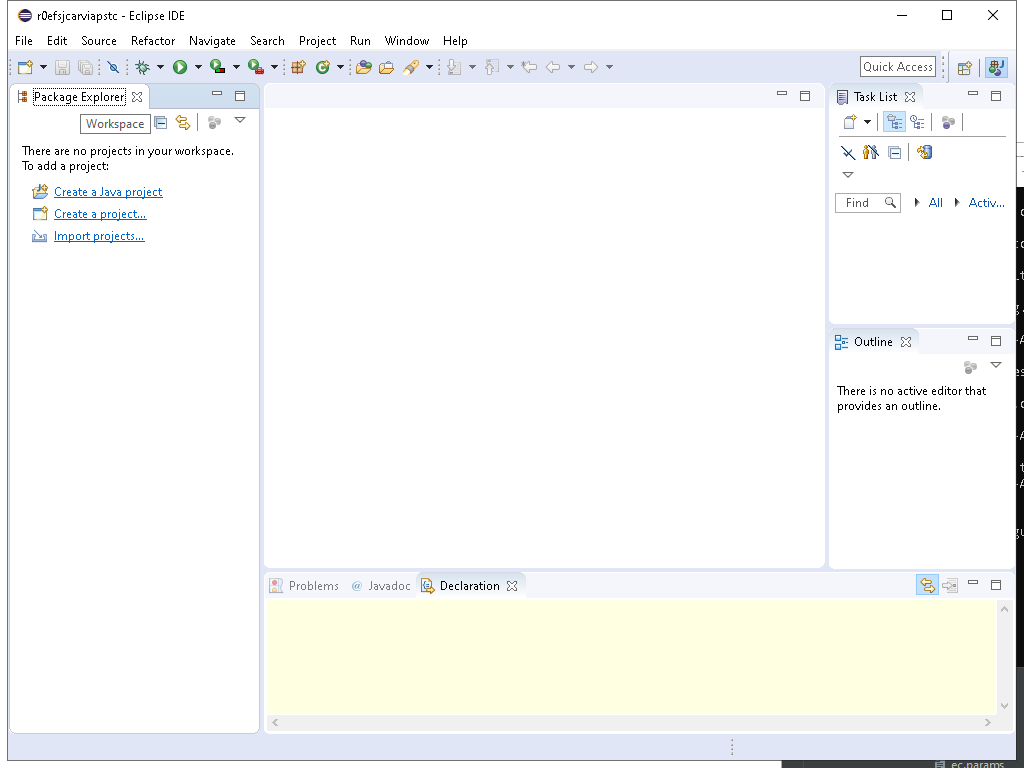 r0efsjcarviapstc - Eclipse IDE
File Edit Source Refactor Navigate Search Project Run Window Help
Quick Access
Package Explorer
Workspace
There are no projects in your workspace.
To add a project:
Create a Java project
Create a project...
Import projects...
Task List
Find All Activ...
Outline
There is no active editor that
provides an outline.
Problems @ Javadoc Declaration
ec.params